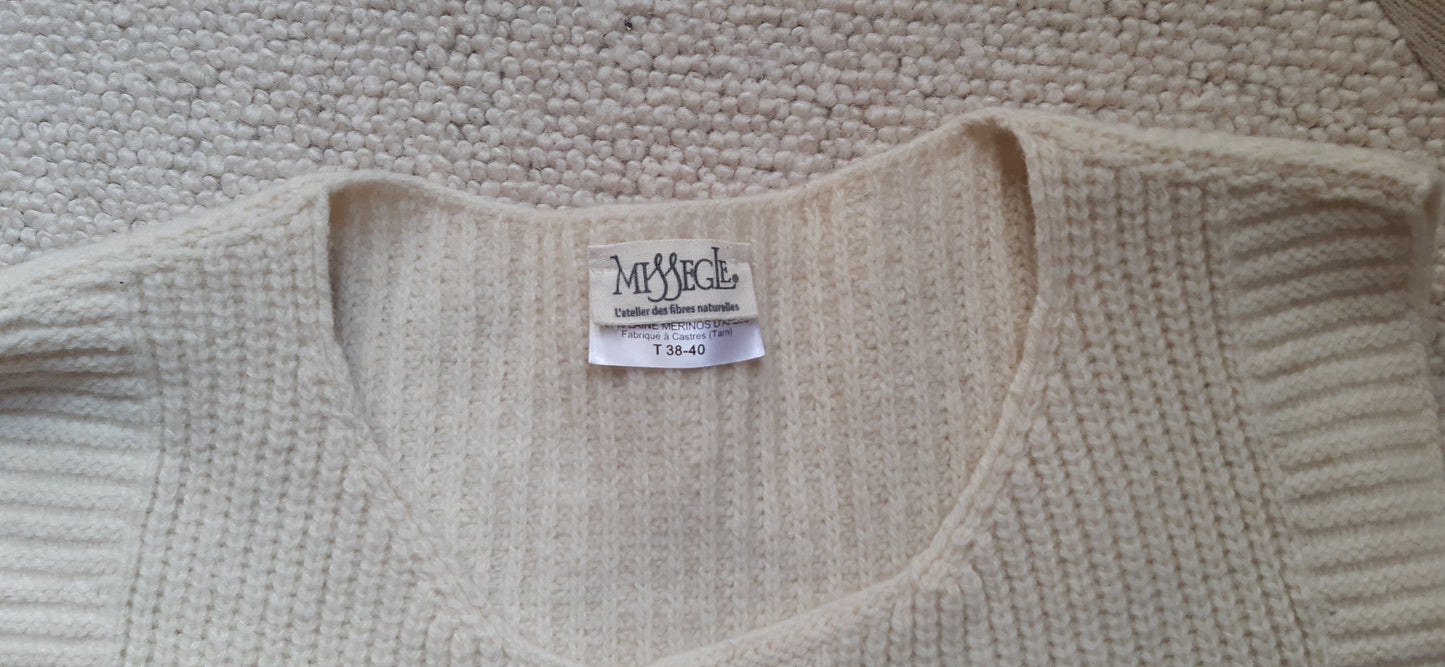 MISSEGLE®
L'atelier des fibres naturelles
LAINE MERINOS
Fabriqué à Castres (Tarn)
T 38-40